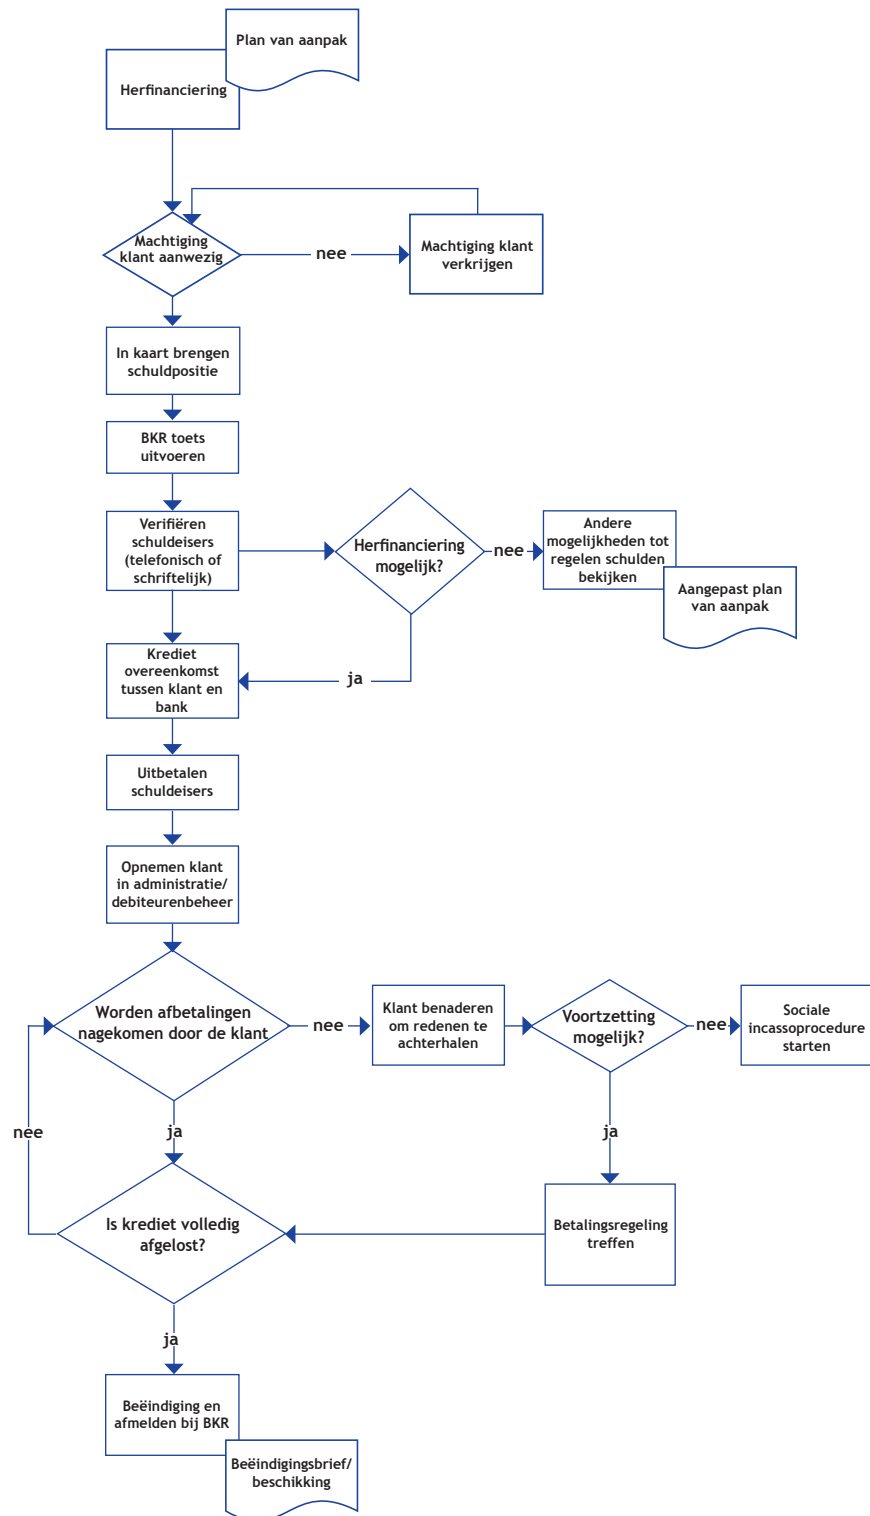 Plan van aanpak
Herfinanciering
Machtiging
klant aanwezig
nee
Machtiging klant
verkrijgen
In kaart brengen
schuldpositie
BKR toets
uitvoeren
Verifiëren
schuldeisers
(telefonisch of
schriftelijk)
Herfinanciering
mogelijk?
nee
Andere
mogelijkheden tot
regelen schulden
bekijken
Aangepast plan
van aanpak
ja
Krediet
overeenkomst
tussen klant en
bank
Uitbetalen
schuldeisers
Opnemen klant
in administratie/
debiteurenbeheer
Worden afbetalingen
nagekomen door de klant
nee
Klant benaderen
om redenen te
achterhalen
Voortzetting
mogelijk?
nee
Sociale
incassoprocedure
starten
nee
ja
ja
Is krediet volledig
afgelost?
Betalingsregeling
treffen
ja
Beëindiging en
afmelden bij BKR
Beëindigingsbrief/
beschikking